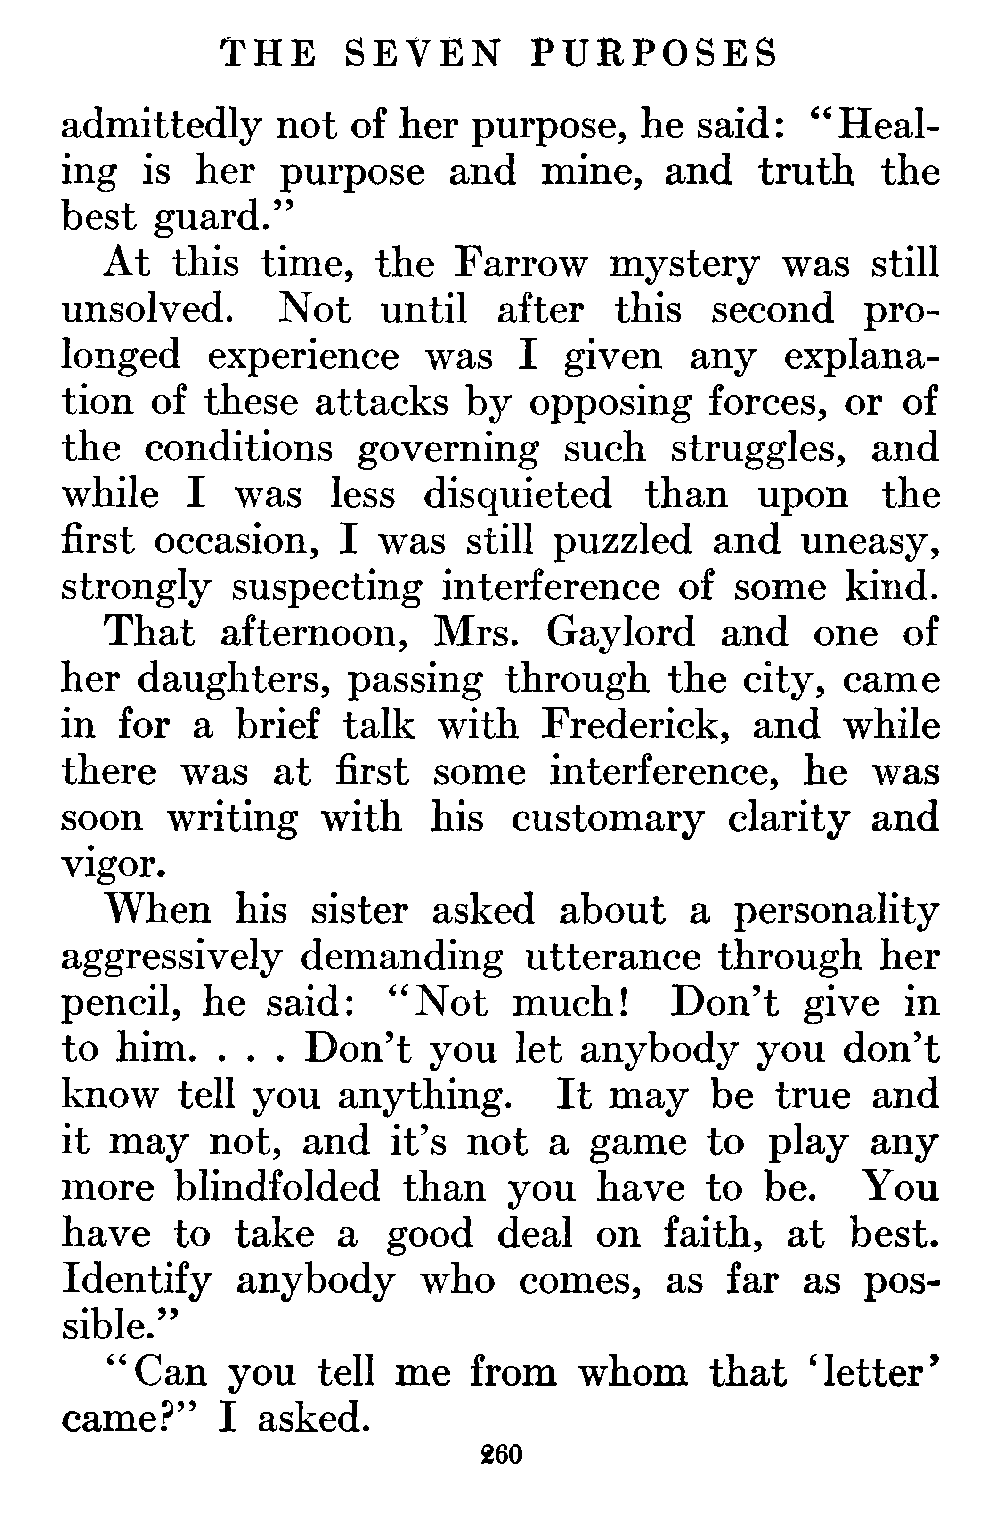 THE SEVEN PURPOSES
admittedly not of her purpose, he said: “Heal-
ing is her purpose and mine, and truth the
best guard.”
At this time, the Farrow mystery was still
unsolved. Not until after this second pro-
longed experience was I given any explana-
tion of these attacks by opposing forces, or of
the conditions governing such struggles, and
while I was less disquieted than upon the
first occasion, I was still puzzled and uneasy,
strongly suspecting interference of some kind.
That afternoon, Mrs. Gaylord and one of
her daughters, passing through the city, came
in for a brief talk with Frederick, and while
there was at first some interference, he was
soon writing with his customary clarity and
vigor.
When his sister asked about a personality
aggressively demanding utterance through her
pencil, he said: “Not much! Don’t give in
to him. . . . Don’t you let anybody you don’t
know tell you anything. It may be true and
it may not, and it’s not a game to play any
more blindfolded than you have to be. You
have to take a good deal on faith, at best.
Identify anybody who comes, as far as pos-
sible.”
“Can you tell me from whom that ‘letter’
came?” I asked.
260